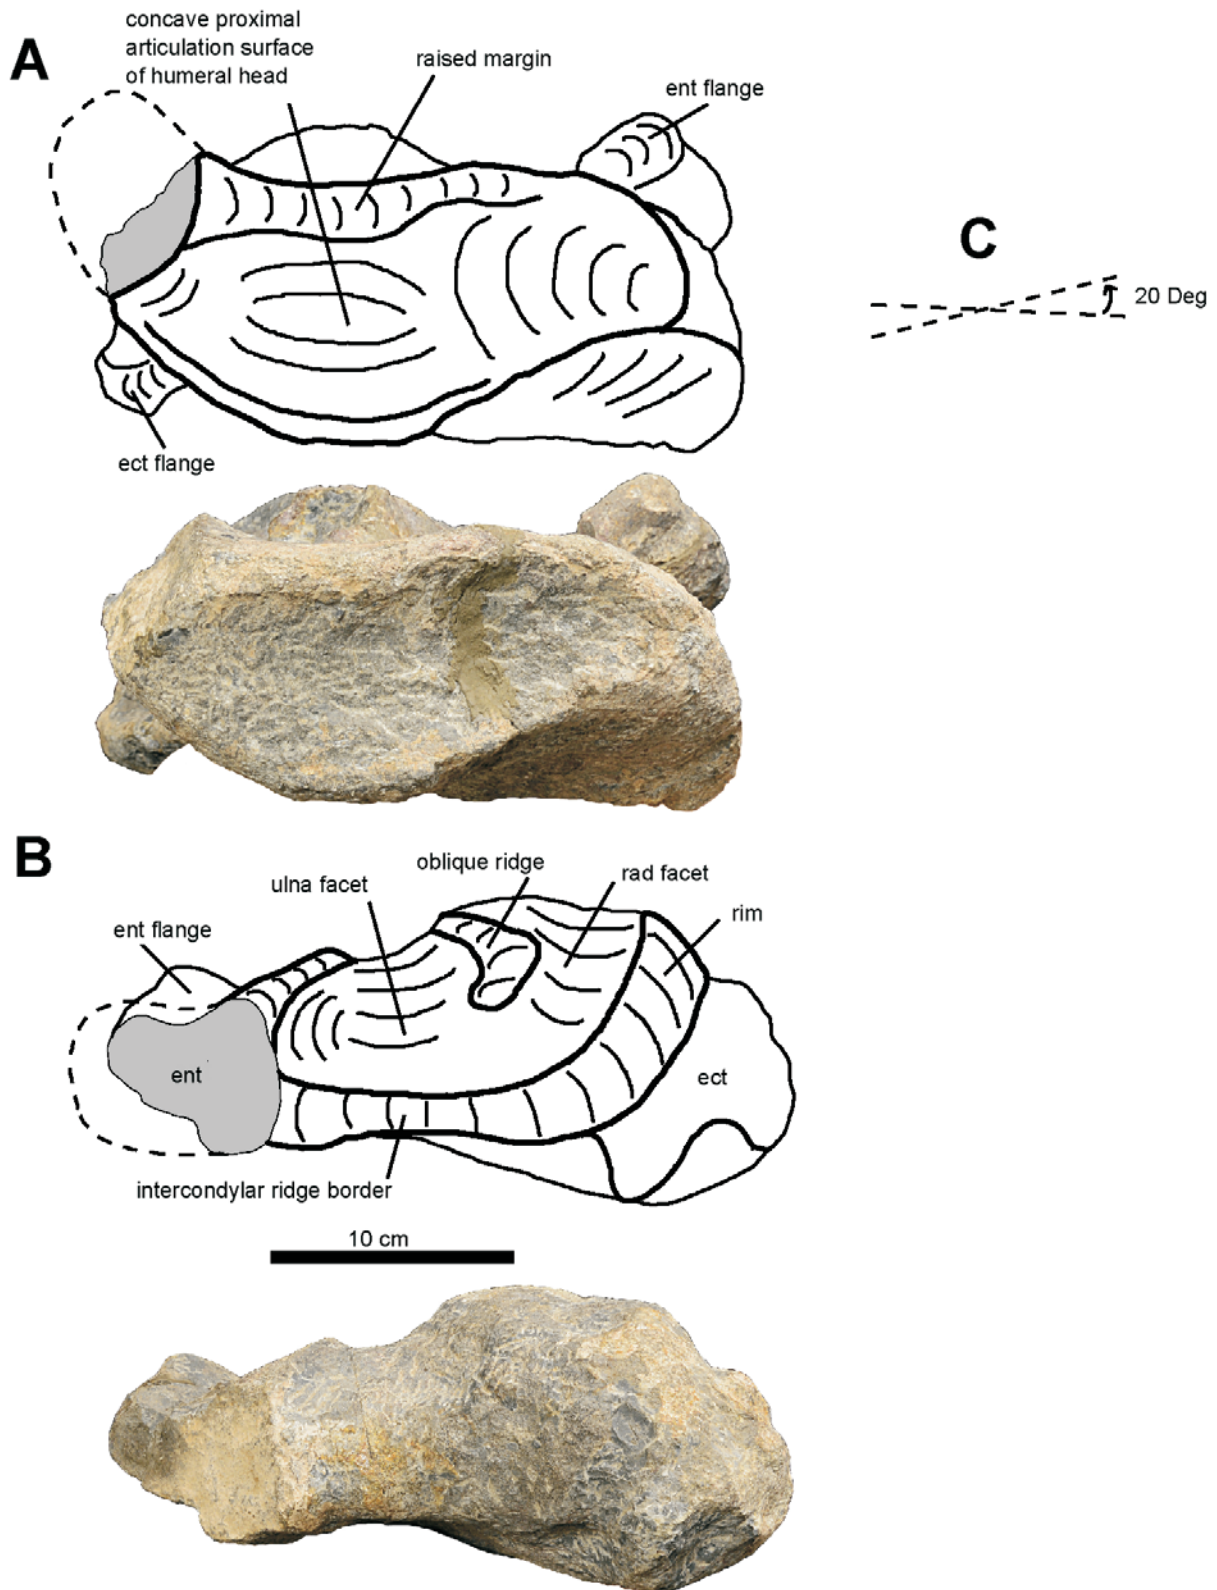 A
concave proximal
articulation surface
of humeral head
raised margin
ent flange
ect flange
C
20 Deg
B
oblique ridge
ulna facet
rad facet
rim
ent flange
ent
ect
intercondylar ridge border
10 cm